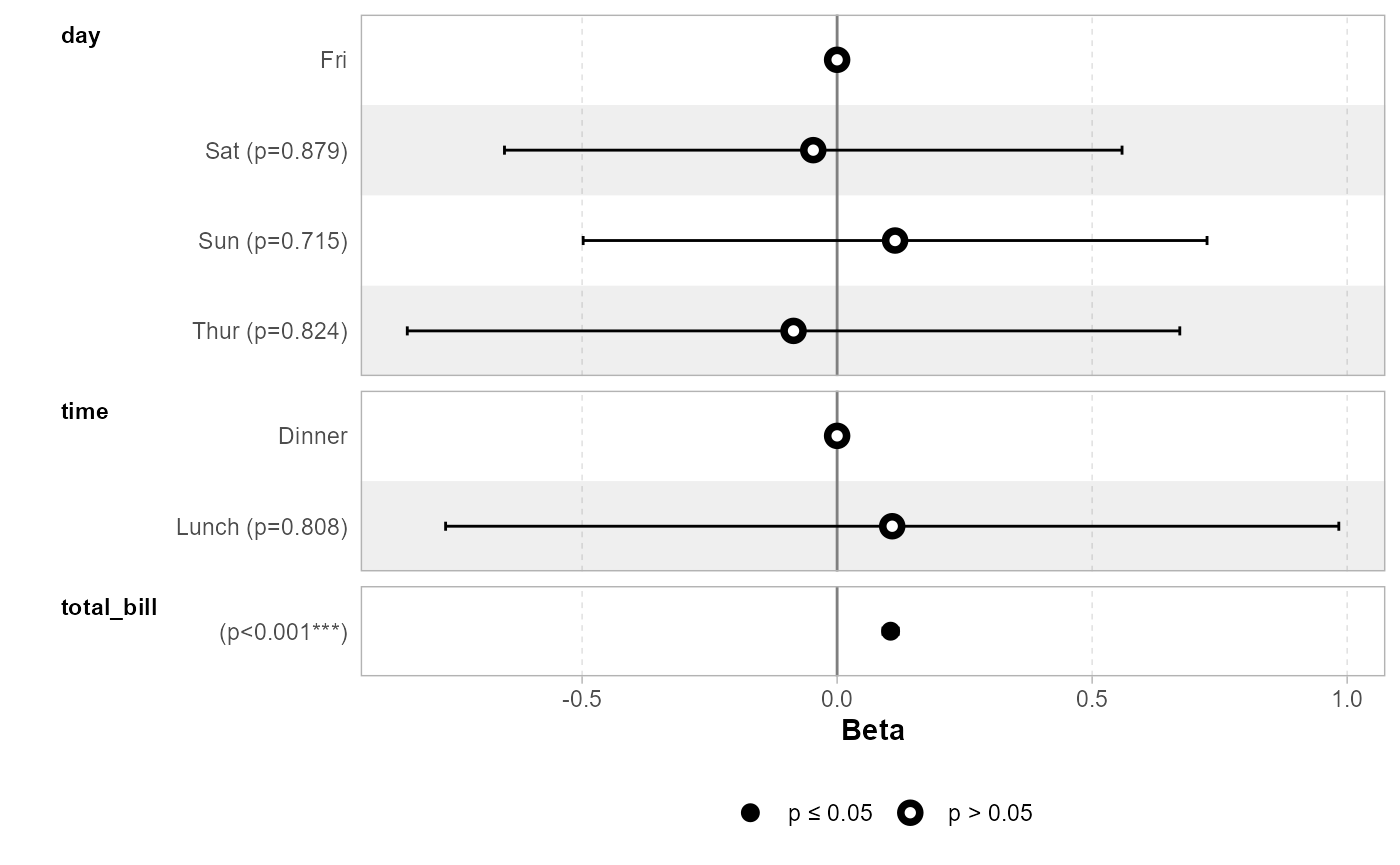 day
Fri
Sat (p=0.879)
Sun (p=0.715)
Thur (p=0.824)
time
Dinner
Lunch (p=0.808)
total_bill
(p<0.001***)
-0.5 0.0 0.5 1.0
Beta
p ≤ 0.05 p > 0.05